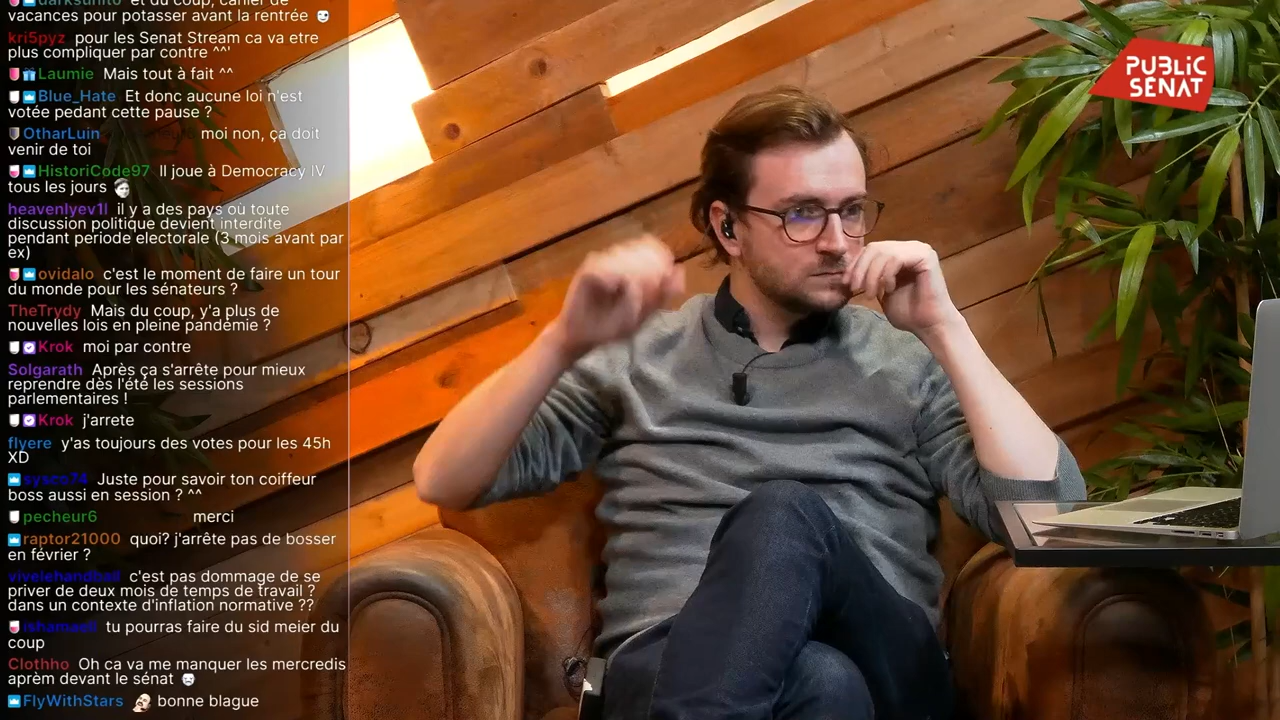 darksunito et du coup, cahier de
vacances pour potasser avant la rentrée
kri5pyz pour les Senat Stream ca va etre
plus compliquer par contre ^^'
Laumie Mais tout à fait ^^
Blue_Hate Et donc aucune loi n'est
votée pedant cette pause ?
OtharLuin moi non, ça doit
venir de toi
HistoriCode97 Il joue à Democracy IV
tous les jours
heavenlyev1l il y a des pays où toute
discussion politique devient interdite
pendant periode electorale (3 mois avant par
ex)
ovidalo c'est le moment de faire un tour
du monde pour les sénateurs ?
TheTrydy Mais du coup, y'a plus de
nouvelles lois en pleine pandémie ?
Krok moi par contre
Solgarath Après ça s'arrête pour mieux
reprendre dès l'été les sessions
parlementaires !
Krok j'arrete
flyere y'as toujours des votes pour les 45h
XD
sysco74 Juste pour savoir ton coiffeur
boss aussi en session ? ^^
pecheur6 merci
raptor21000 quoi? j'arrête pas de bosser
en février ?
vivelehandball c'est pas dommage de se
priver de deux mois de temps de travail ?
dans un contexte d'inflation normative ??
ishamaell tu pourras faire du sid meier du
coup
Clothho Oh ca va me manquer les mercredis
aprèm devant le sénat
FlyWithStars bonne blague
PUBLIC
SÉNAT